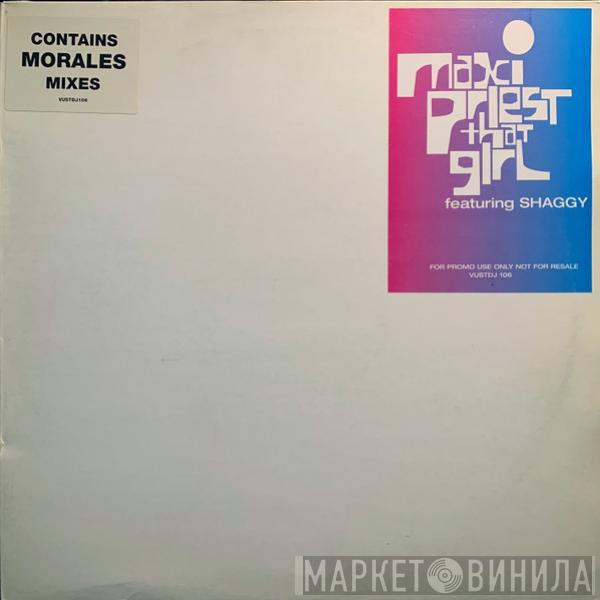 CONTAINS
MORALES
MIXES
VUSTDJ106
maxi
priest
that
girl
featuring SHAGGY
FOR PROMO USE ONLY NOT FOR RESALE
VUSTDJ 106
МАРКЕТ ВИНИЛА